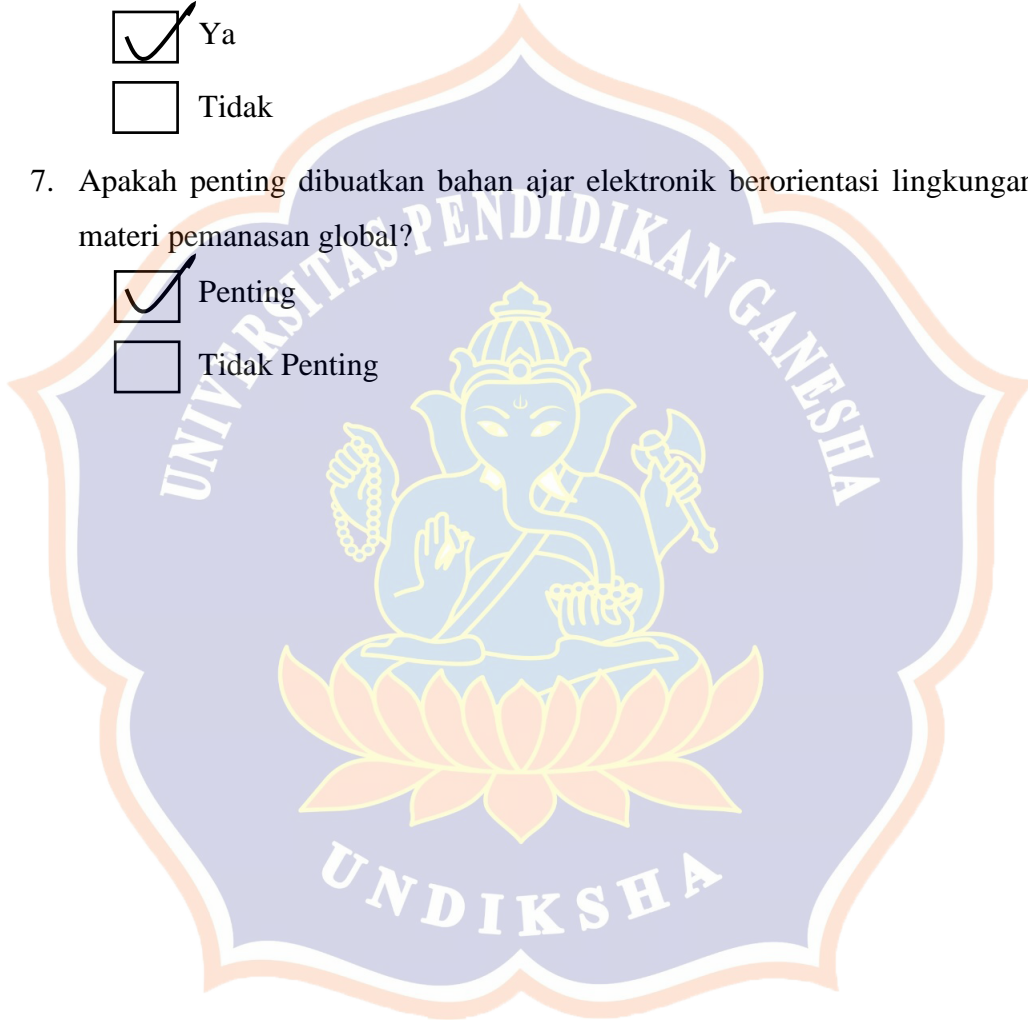 Ya
Tidak
7. Apakah penting dibuatkan bahan ajar elektronik berorientasi lingkungan
materi pemanasan global?
Penting
Tidak Penting
UNIVERSITAS PENDIDIKAN GANESHA
UNDIKSHA